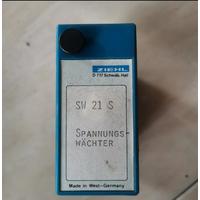 ZIEHL
D 717 Schwäb. Hall
SW 21 S
SPANNUNGS-
WÄCHTER
Made in West-Germany